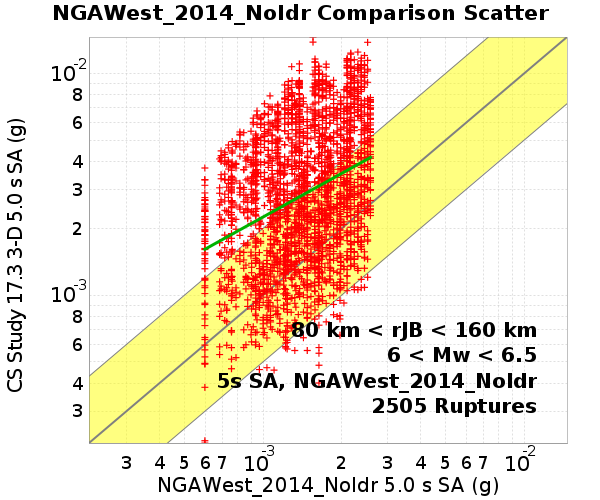 NGAWest_2014_NoIdr Comparison Scatter
CS Study 17.3 3-D 5.0 s SA (g)
10^-2
8
6
4
3
2
10^-3
8
6
4
3
80 km < rJB < 160 km
6 < Mw < 6.5
5s SA, NGAWest_2014_NoIdr
2505 Ruptures
3 4 5 6 7 10^-3 2 3 4 5 6 7 10^-2
NGAWest_2014_NoIdr 5.0 s SA (g)